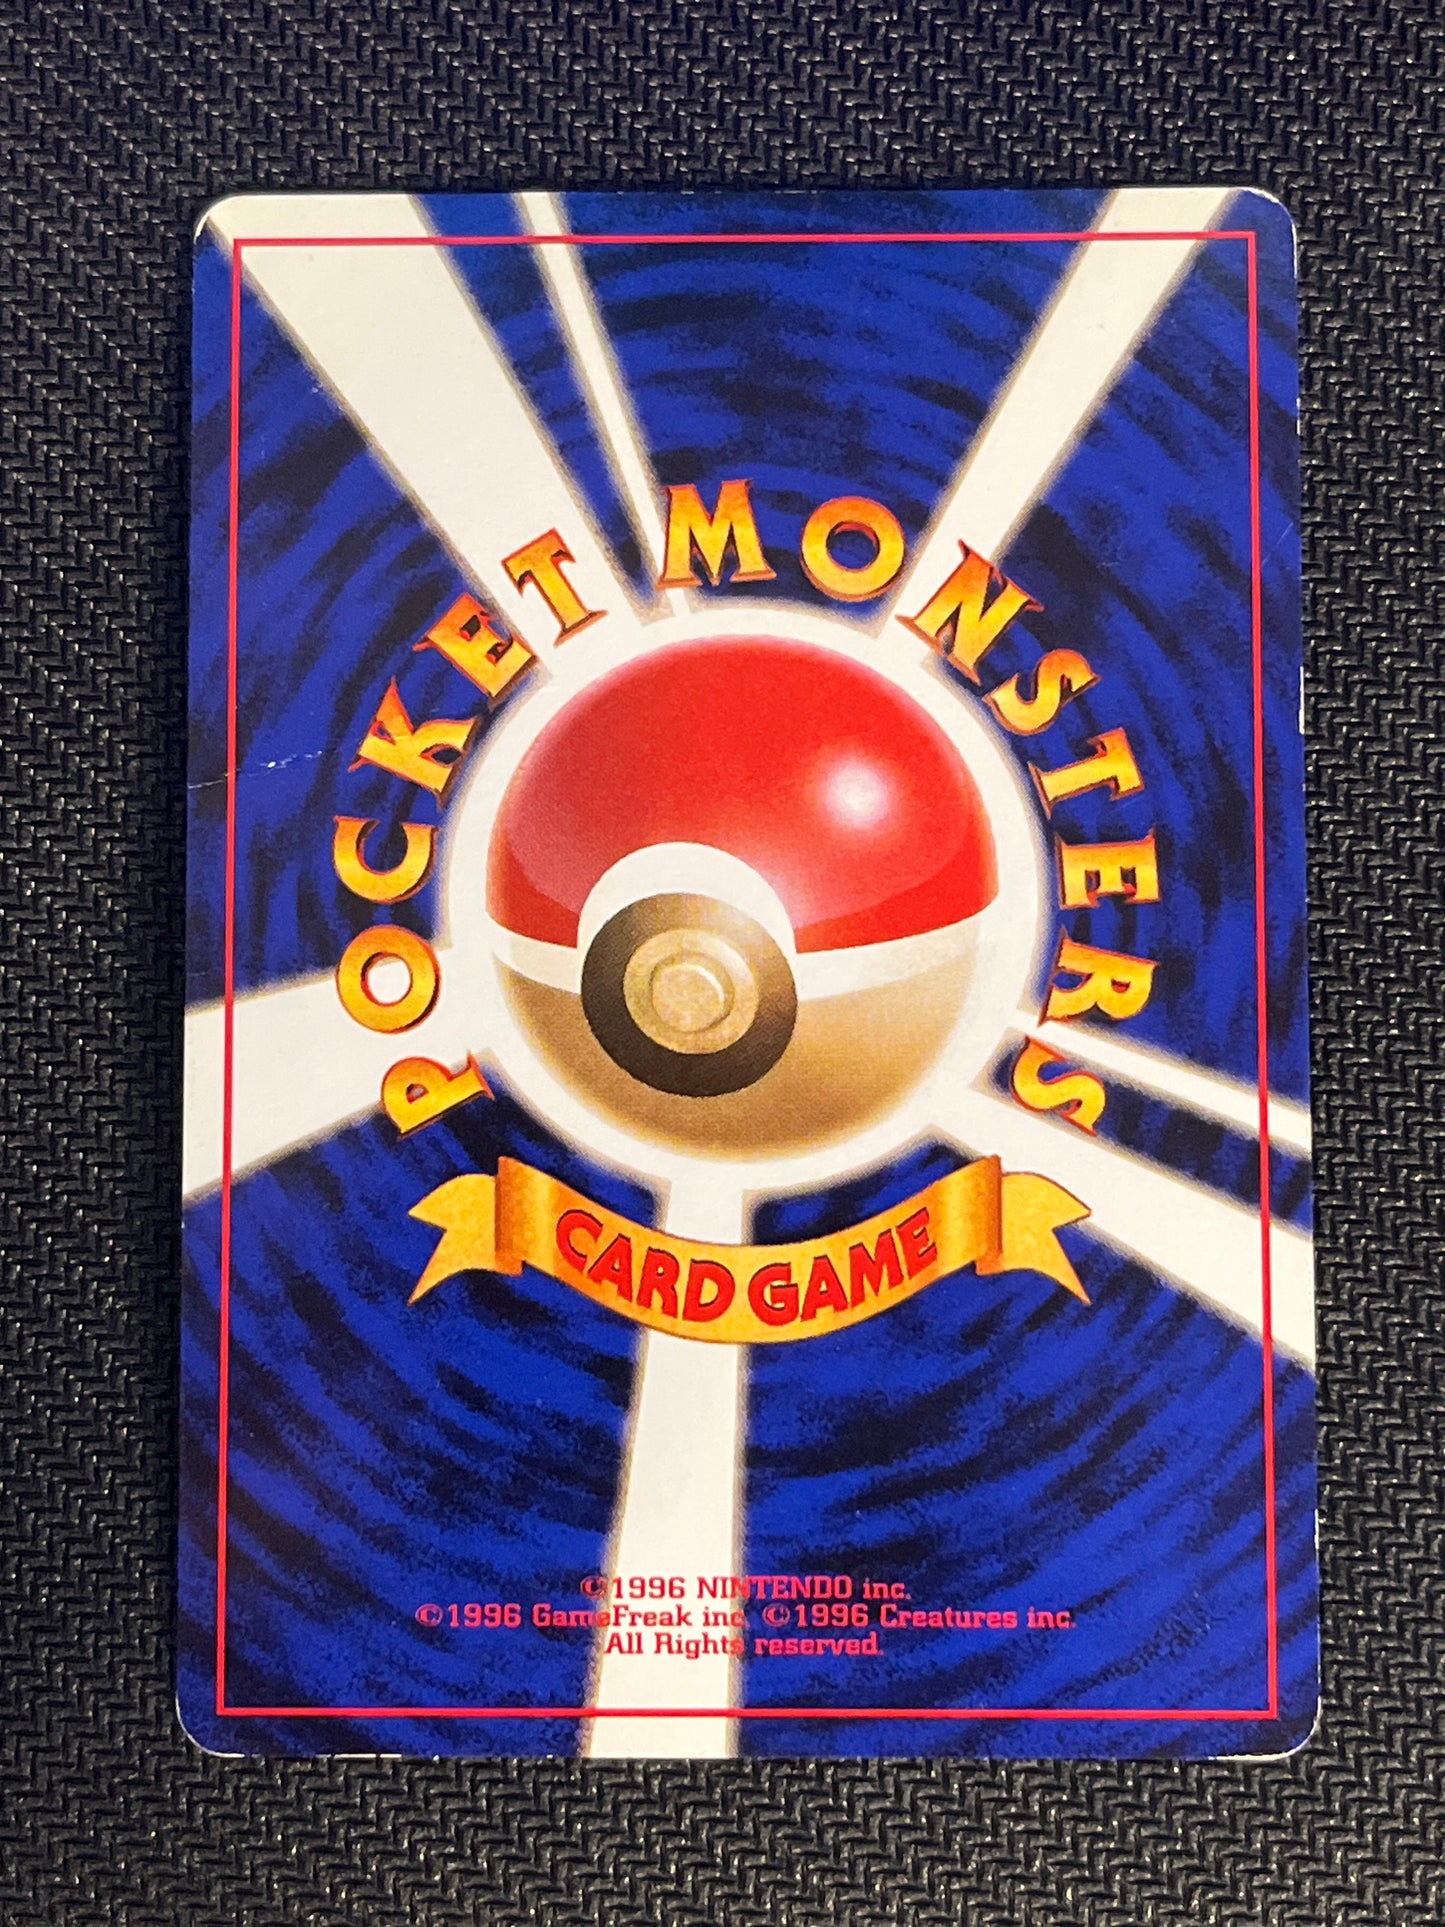 POCKET MONSTERS
CARD GAME
©1996 NINTENDO inc.
©1996 GameFreak inc. ©1996 Creatures inc.
All Rights reserved.